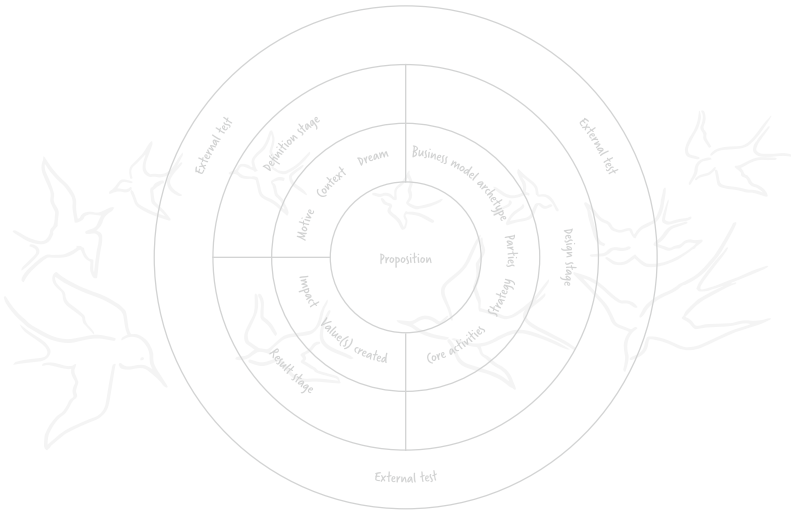 External test
External test
Definition stage
Motive
Context
Dream
Business model archetype
Parties
Strategy
Core activities
Design stage
Proposition
Impact
Value(s) created
Result stage
External test